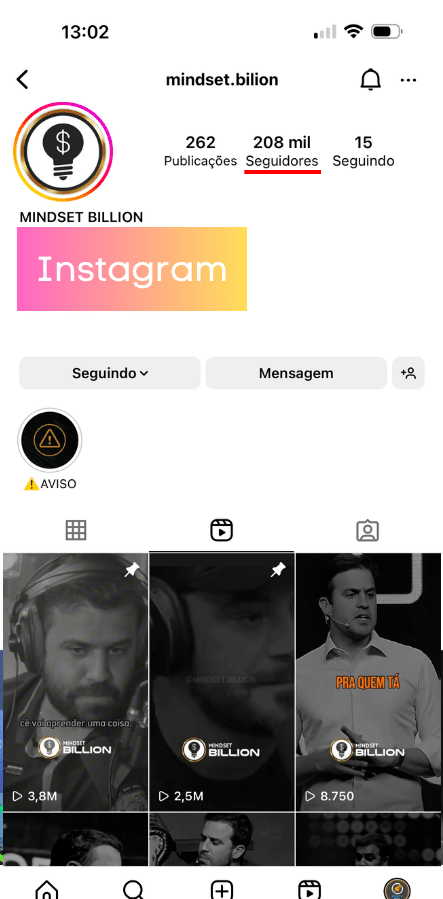 13:02
mindset.bilion
262
Publicações
208 mil
Seguidores
15
Seguindo
MINDSET BILLION
Instagram
Seguindo
Mensagem
⚠️AVISO
cê vai aprender uma coisa,
MINDSET
BILLION
3,8M
@MINDSET.BILLION
MINDSET
BILLION
2,5M
PRA QUEM TÁ
MINDSET
BILLION
8.750